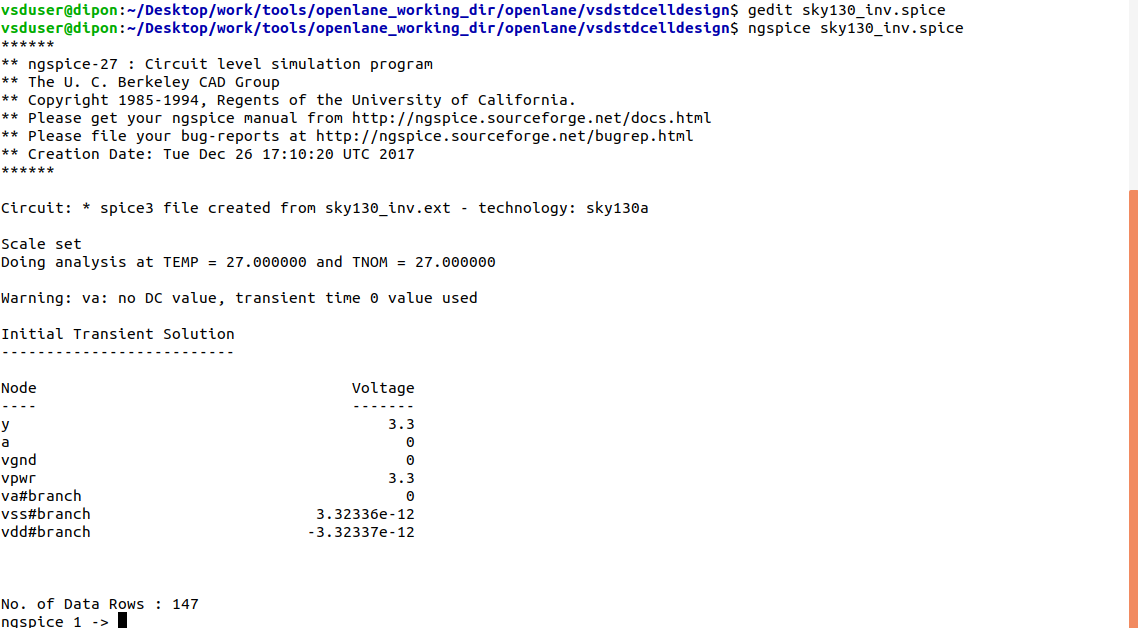 vsduser@dipon:~/Desktop/work/tools/openlane_working_dir/openlane/vsdstdcelldesign$ gedit sky130_inv.spice
vsduser@dipon:~/Desktop/work/tools/openlane_working_dir/openlane/vsdstdcelldesign$ ngspice sky130_inv.spice
******
** ngspice-27 : Circuit level simulation program
** The U. C. Berkeley CAD Group
** Copyright 1985-1994, Regents of the University of California.
** Please get your ngspice manual from http://ngspice.sourceforge.net/docs.html
** Please file your bug-reports at http://ngspice.sourceforge.net/bugrep.html
** Creation Date: Tue Dec 26 17:10:20 UTC 2017
******
Circuit: * spice3 file created from sky130_inv.ext - technology: sky130a
Scale set
Doing analysis at TEMP = 27.000000 and TNOM = 27.000000
Warning: va: no DC value, transient time 0 value used
Initial Transient Solution
--------------------------
Node                                   Voltage
----                                   -------
y                                          3.3
a                                            0
vgnd                                         0
vpwr                                       3.3
va#branch                                    0
vss#branch                         3.32336e-12
vdd#branch                        -3.32337e-12
No. of Data Rows : 147
ngspice 1 ->